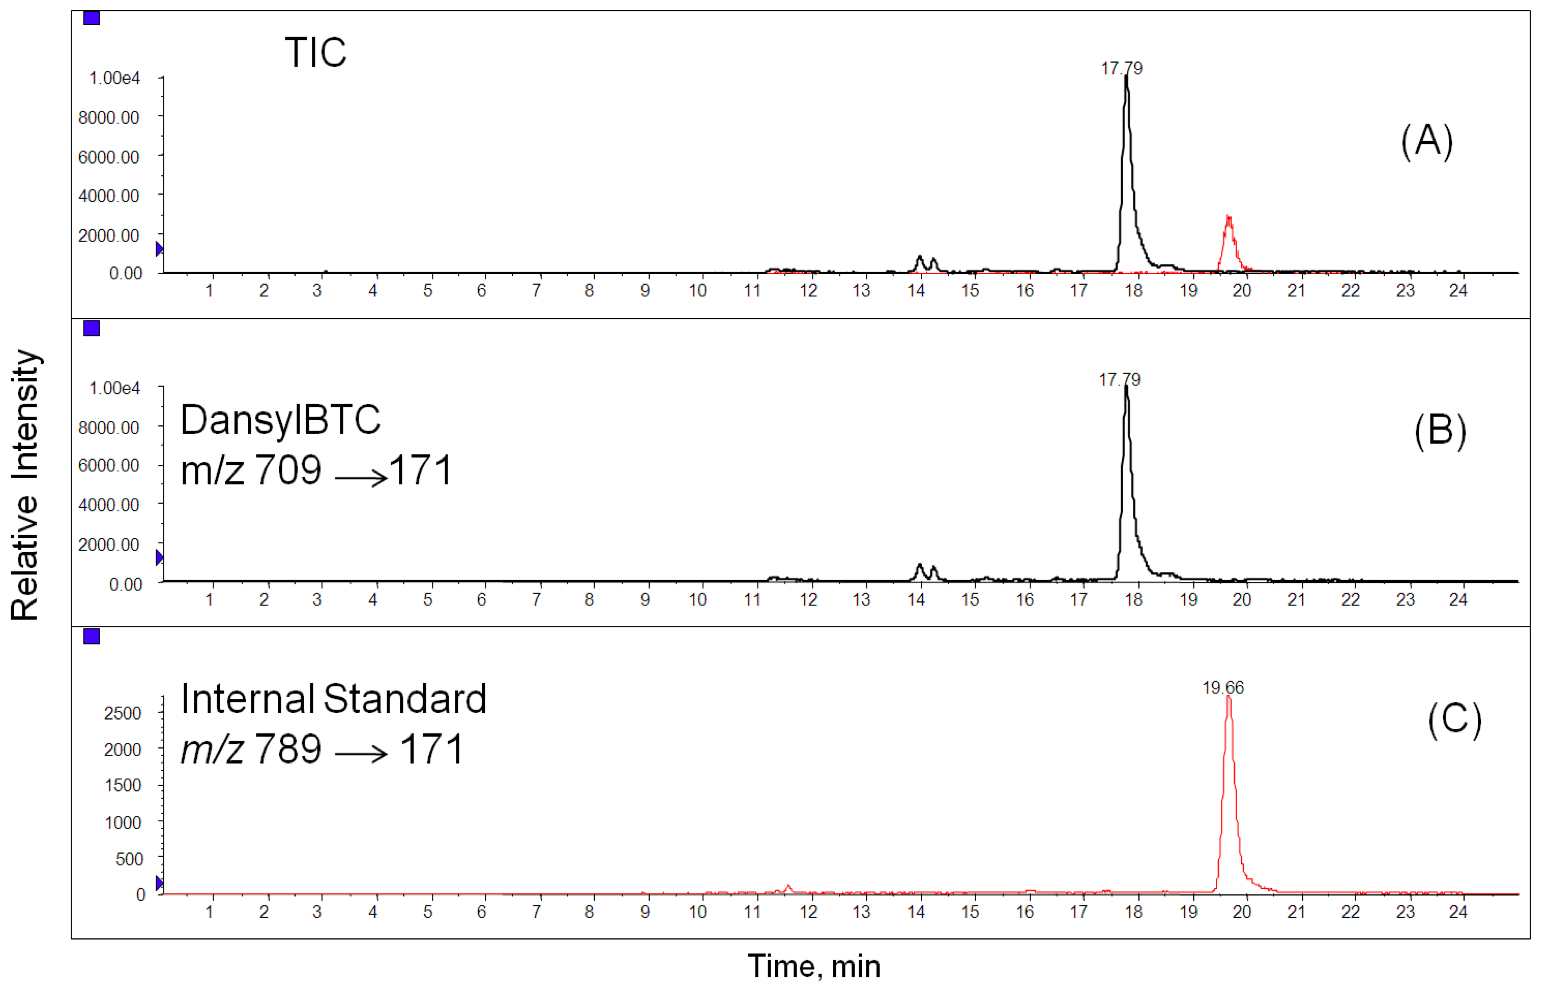 TIC
17.79
1.00e4
8000.00
6000.00
4000.00
2000.00
0.00
(A)
1 2 3 4 5 6 7 8 9 10 11 12 13 14 15 16 17 18 19 20 21 22 23 24
Relative Intensity
17.79
1.00e4
8000.00
6000.00
4000.00
2000.00
0.00
DansylBTC
m/z 709 → 171
(B)
1 2 3 4 5 6 7 8 9 10 11 12 13 14 15 16 17 18 19 20 21 22 23 24
Internal Standard
m/z 789 → 171
19.66
2500
2000
1500
1000
500
0
(C)
1 2 3 4 5 6 7 8 9 10 11 12 13 14 15 16 17 18 19 20 21 22 23 24
Time, min